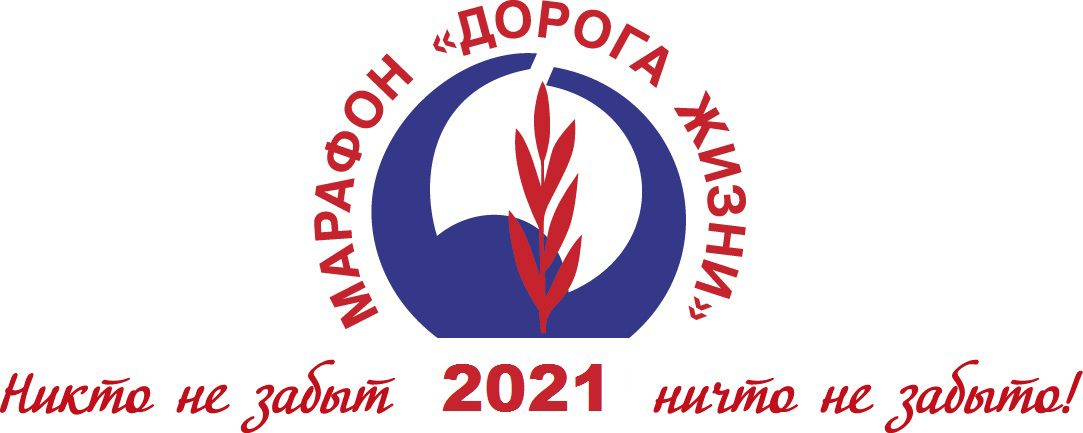 МАРАФОН «ДОРОГА ЖИЗНИ»
Никто не забыт 2021 ничто не забыто!